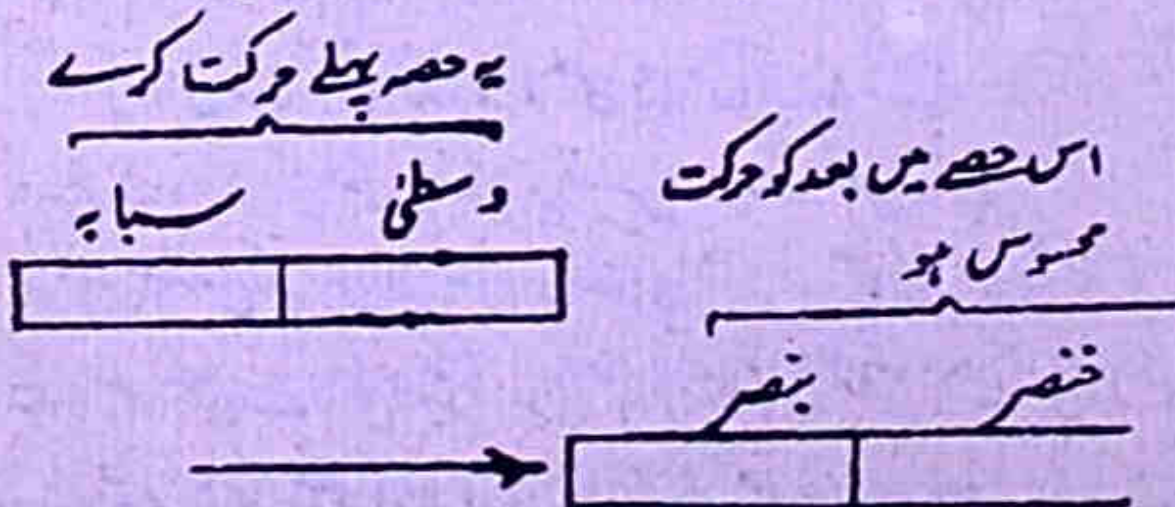 یہ حصہ پہلے حرکت کرے
وسطیٰ سبابہ
اس حصے میں بعد کو حرکت
محسوس ہو
خنصر بنصر